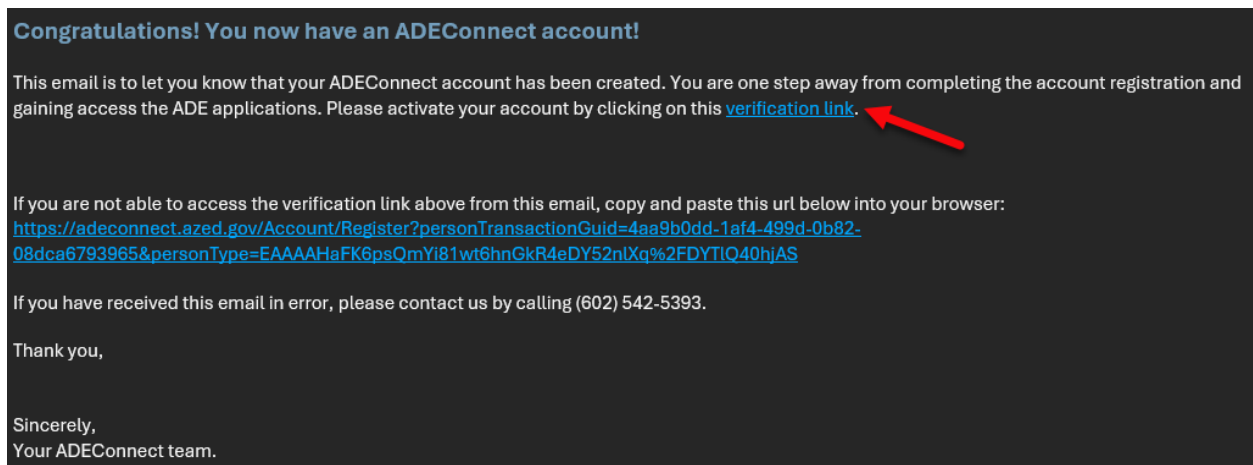 Congratulations! You now have an ADEConnect account!
This email is to let you know that your ADEConnect account has been created. You are one step away from completing the account registration and
gaining access the ADE applications. Please activate your account by clicking on this verification link.
If you are not able to access the verification link above from this email, copy and paste this url below into your browser:
https://adeconnect.azed.gov/Account/Register?personTransactionGuid=4aa9b0dd-1af4-499d-0b82-
08dca6793965&personType=EAAAAHaFK6psQmYi81wt6hnGkR4eDY52nlXq%2FDYTlQ40hjAS
If you have received this email in error, please contact us by calling (602) 542-5393.
Thank you,
Sincerely,
Your ADEConnect team.